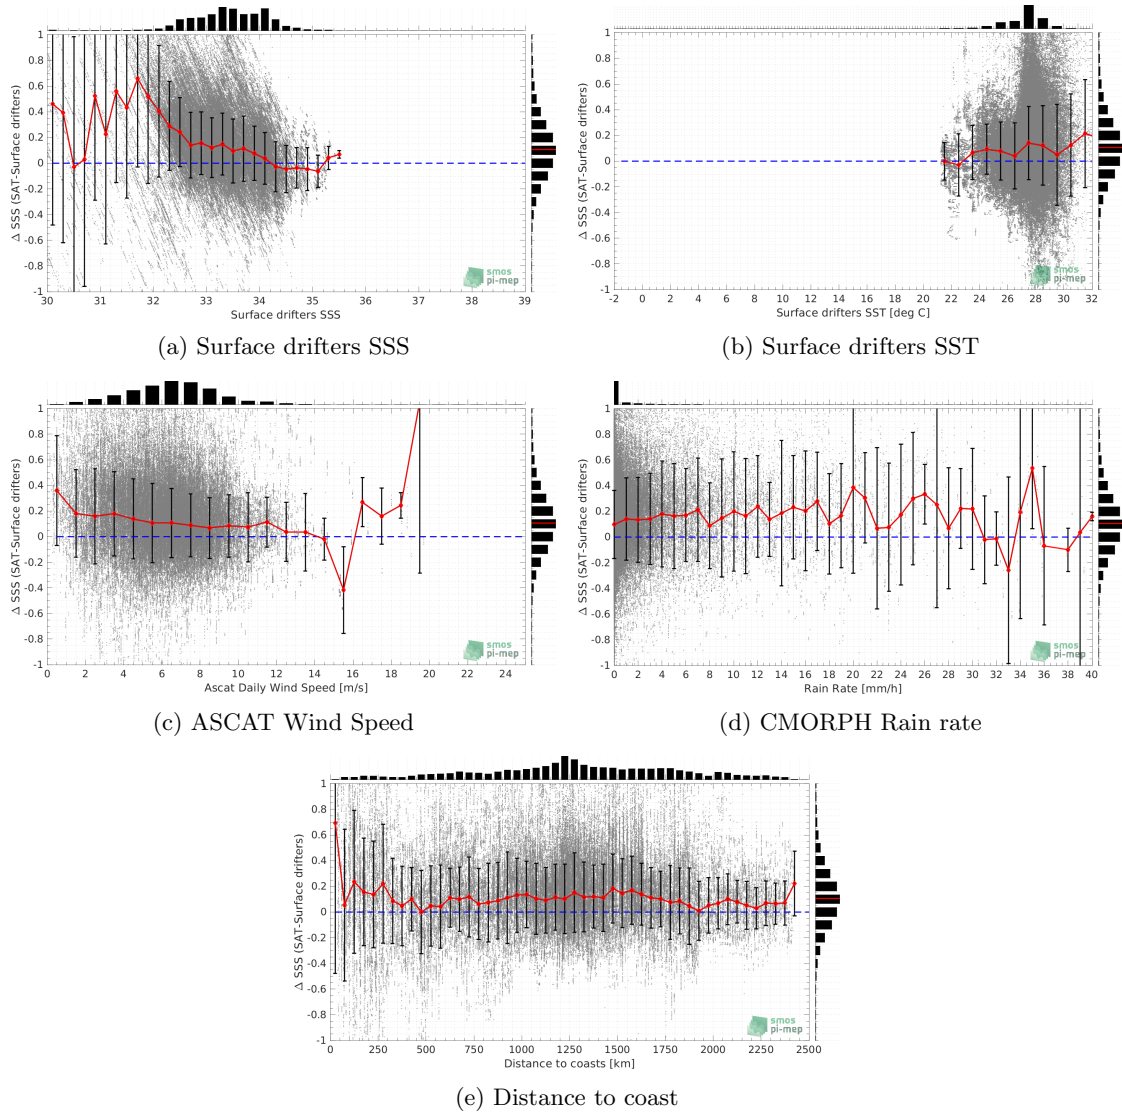 1
0.8
0.6
0.4
0.2
0
-0.2
-0.4
-0.6
-0.8
-1
Δ SSS (SAT-Surface drifters)
smos
pi-mep
30 31 32 33 34 35 36 37 38 39
Surface drifters SSS
(a) Surface drifters SSS
1
0.8
0.6
0.4
0.2
0
-0.2
-0.4
-0.6
-0.8
-1
Δ SSS (SAT-Surface drifters)
smos
pi-mep
-2 0 2 4 6 8 10 12 14 16 18 20 22 24 26 28 30 32
Surface drifters SST [deg C]
(b) Surface drifters SST
1
0.8
0.6
0.4
0.2
0
-0.2
-0.4
-0.6
-0.8
-1
Δ SSS (SAT-Surface drifters)
smos
pi-mep
0 2 4 6 8 10 12 14 16 18 20 22 24
Ascat Daily Wind Speed [m/s]
(c) ASCAT Wind Speed
1
0.8
0.6
0.4
0.2
0
-0.2
-0.4
-0.6
-0.8
-1
Δ SSS (SAT-Surface drifters)
smos
pi-mep
0 2 4 6 8 10 12 14 16 18 20 22 24 26 28 30 32 34 36 38 40
Rain Rate [mm/h]
(d) CMORPH Rain rate
1
0.8
0.6
0.4
0.2
0
-0.2
-0.4
-0.6
-0.8
-1
Δ SSS (SAT-Surface drifters)
smos
pi-mep
0 250 500 750 1000 1250 1500 1750 2000 2250 2500
Distance to coasts [km]
(e) Distance to coast